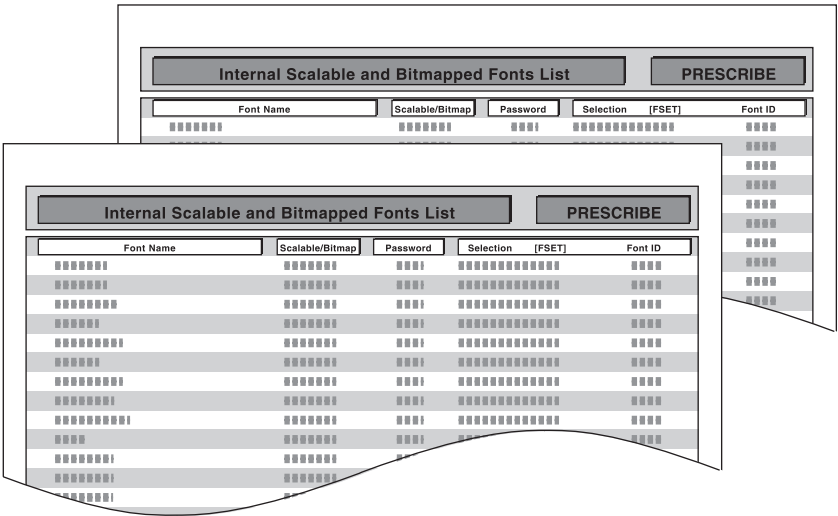 Internal Scalable and Bitmapped Fonts List PRESCRIBE
Font Name Scalable/Bitmap Password Selection [FSET] Font ID
Internal Scalable and Bitmapped Fonts List PRESCRIBE
Font Name Scalable/Bitmap Password Selection [FSET] Font ID